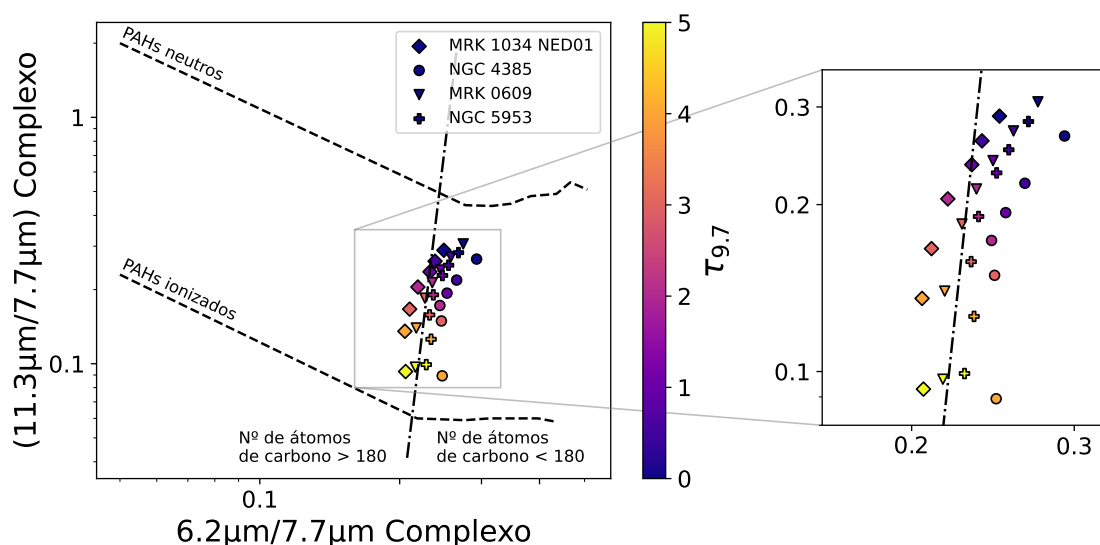 (11.3μm/7.7μm) Complexo
1
0.1
PAHs neutros
PAHs ionizados
MRK 1034 NED01
NGC 4385
MRK 0609
NGC 5953
Nº de átomos
de carbono > 180
Nº de átomos
de carbono < 180
0.1
6.2μm/7.7μm Complexo
5
4
3
2
1
0
τ9.7
0.3
0.2
0.1
0.2
0.3